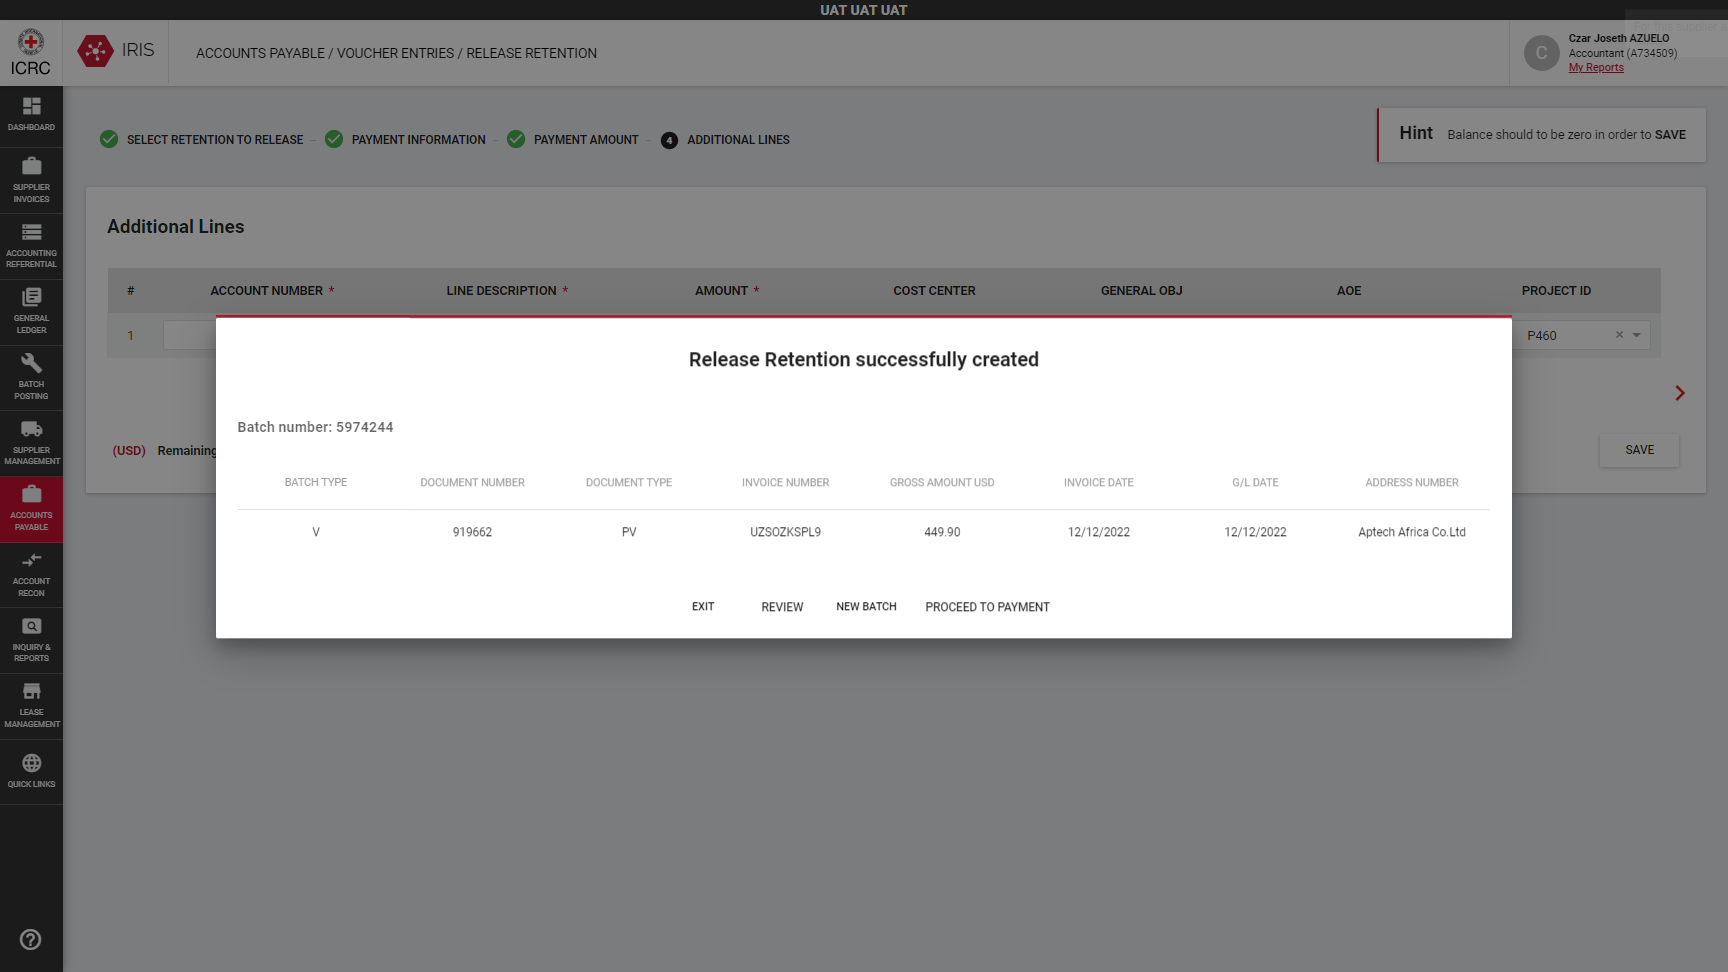 UAT UAT UAT
ICRC
IRIS
ACCOUNTS PAYABLE / VOUCHER ENTRIES / RELEASE RETENTION
C
Czar Joseth AZUELO
Accountant (A734509)
My Reports
DASHBOARD
SUPPLIER
INVOICES
ACCOUNTING
REFERENTIAL
GENERAL
LEDGER
BATCH
POSTING
SUPPLIER
MANAGEMENT
ACCOUNTS
PAYABLE
ACCOUNT
RECON
INQUIRY &
REPORTS
LEASE
MANAGEMENT
QUICK LINKS
SELECT RETENTION TO RELEASE
PAYMENT INFORMATION
PAYMENT AMOUNT
4 ADDITIONAL LINES
Hint Balance should to be zero in order to SAVE
Additional Lines
# ACCOUNT NUMBER * LINE DESCRIPTION * AMOUNT * COST CENTER GENERAL OBJ AOE PROJECT ID
1 P460 ×
(USD) Remaining
SAVE
Release Retention successfully created
Batch number: 5974244
BATCH TYPE DOCUMENT NUMBER DOCUMENT TYPE INVOICE NUMBER GROSS AMOUNT USD INVOICE DATE G/L DATE ADDRESS NUMBER
V 919662 PV UZSOZKSPL9 449.90 12/12/2022 12/12/2022 Aptech Africa Co.Ltd
EXIT REVIEW NEW BATCH PROCEED TO PAYMENT